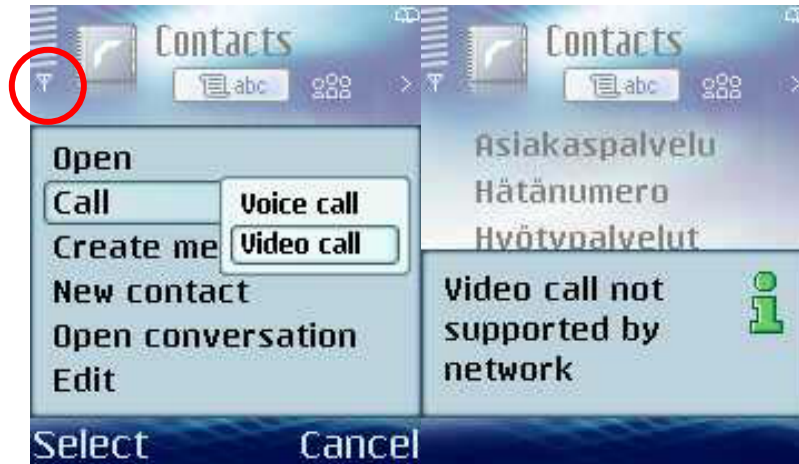 Contacts
abc
Open
Call
Voice call
Video call
Create me
New contact
Open conversation
Edit
Select
Cancel
Contacts
abc
Asiakaspalvelu
Hätänumero
Hyötypalvelut
Video call not
supported by
network